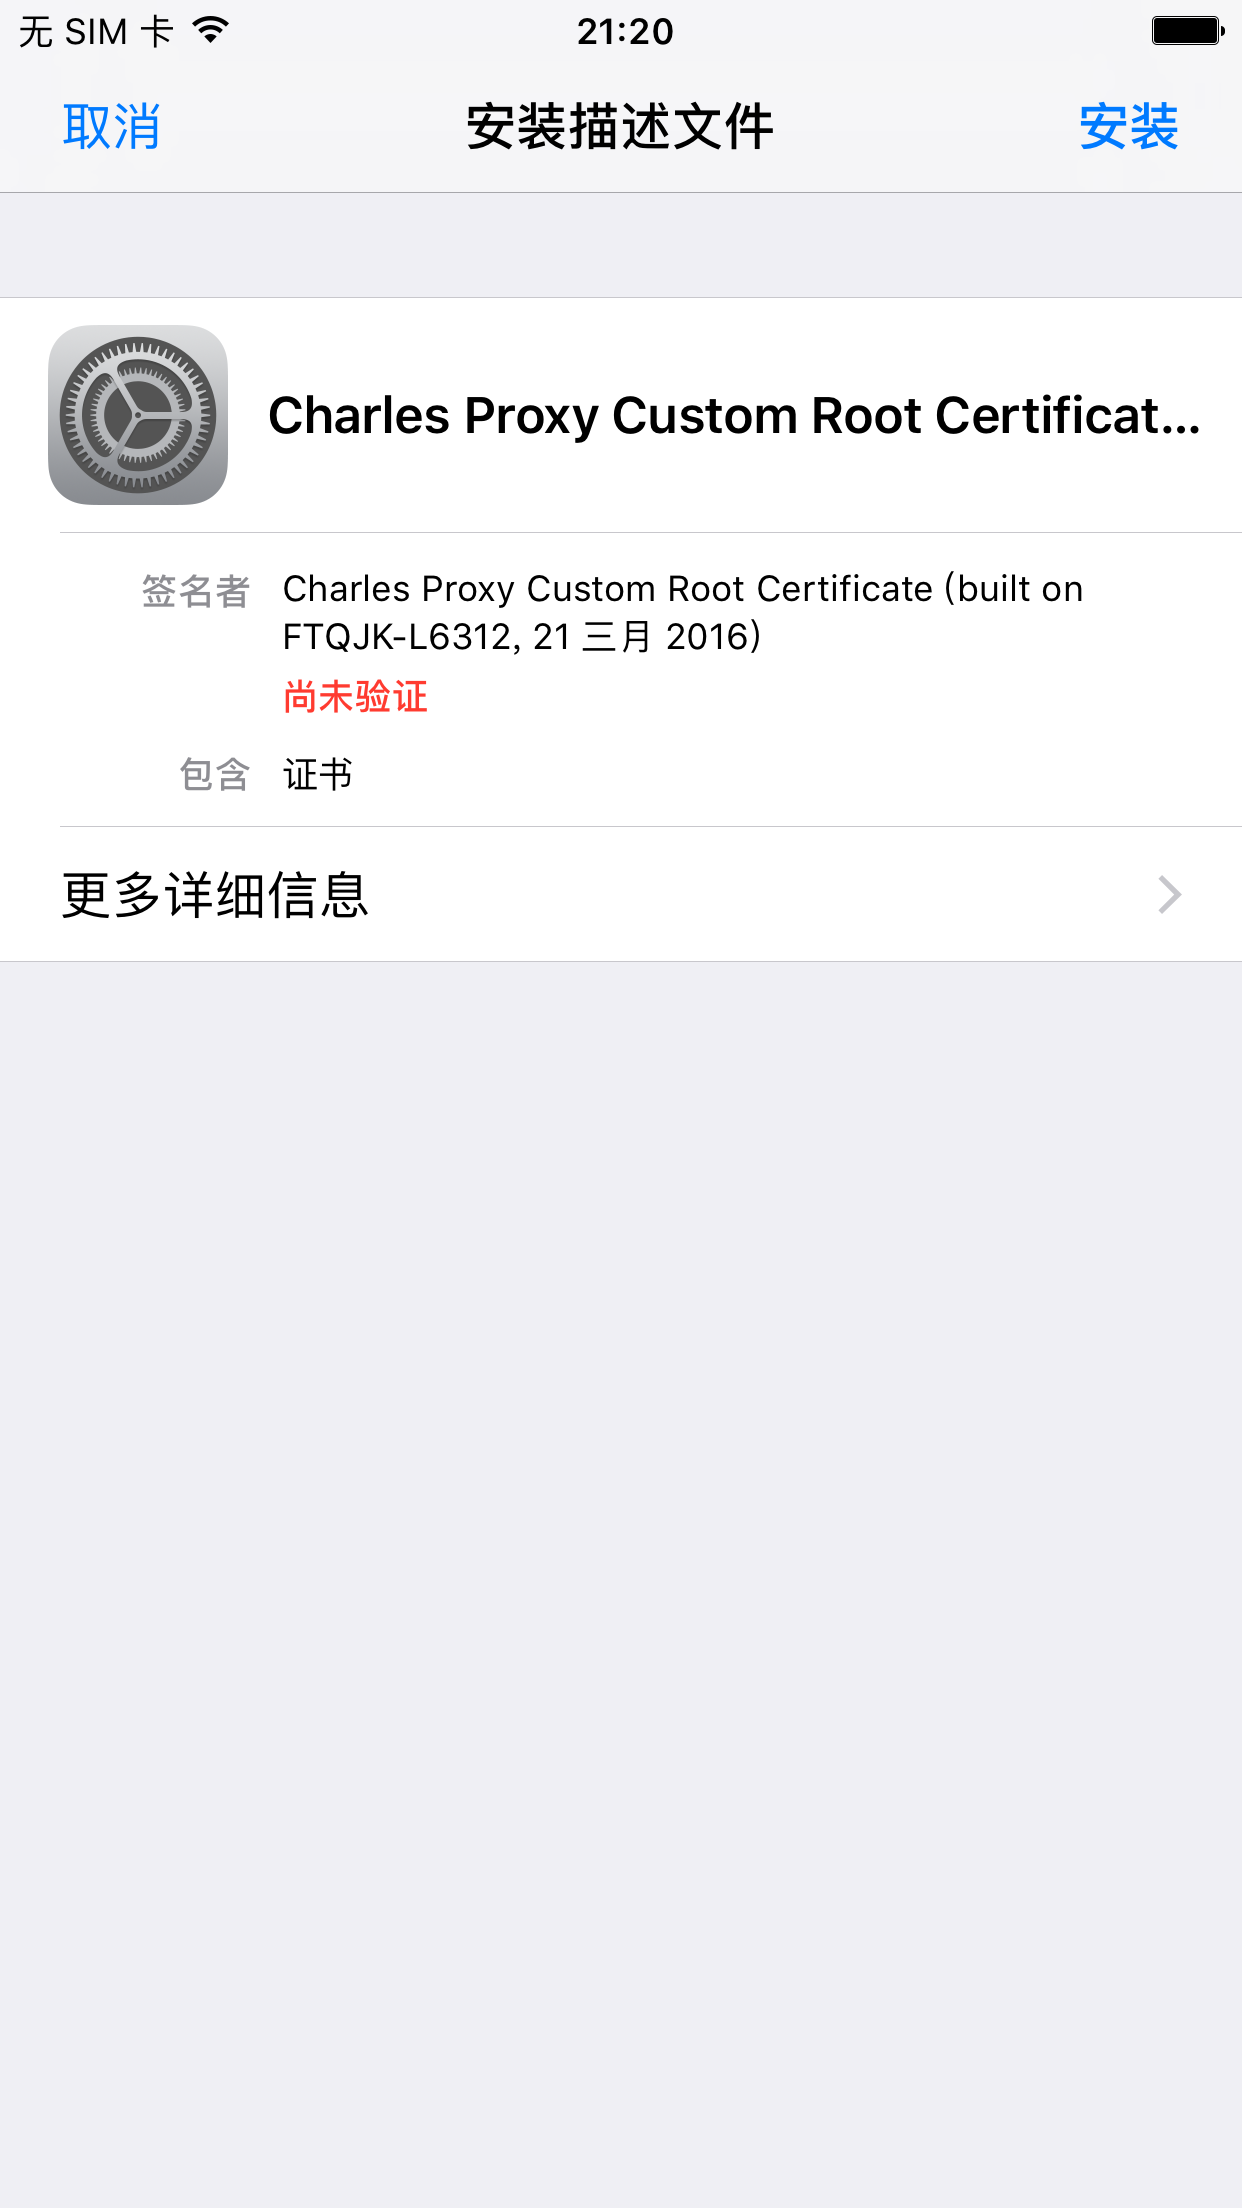 无 SIM 卡 21:20
取消 安装描述文件 安装
Charles Proxy Custom Root Certificat...
签名者 Charles Proxy Custom Root Certificate (built on
FTQJK-L6312, 21 三月 2016)
尚未验证
包含 证书
更多详细信息